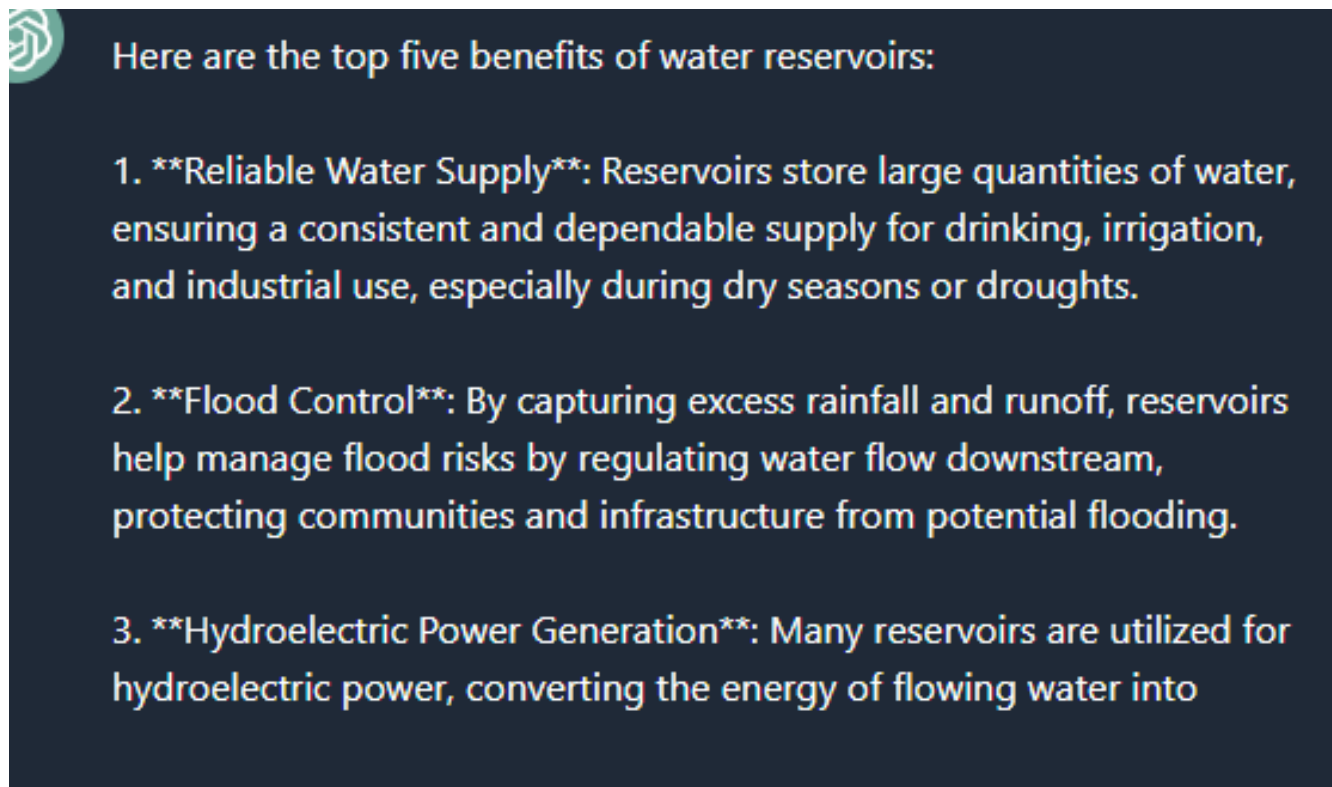 Here are the top five benefits of water reservoirs:
1. **Reliable Water Supply**: Reservoirs store large quantities of water,
ensuring a consistent and dependable supply for drinking, irrigation,
and industrial use, especially during dry seasons or droughts.
2. **Flood Control**: By capturing excess rainfall and runoff, reservoirs
help manage flood risks by regulating water flow downstream,
protecting communities and infrastructure from potential flooding.
3. **Hydroelectric Power Generation**: Many reservoirs are utilized for
hydroelectric power, converting the energy of flowing water into